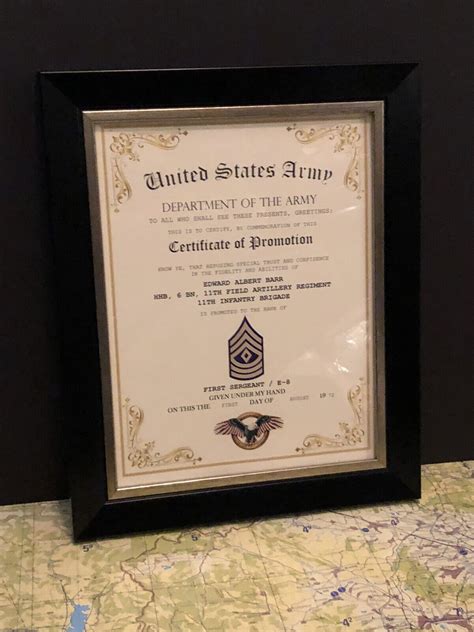 United States Army
DEPARTMENT OF THE ARMY
TO ALL WHO SHALL SEE THESE PRESENTS, GREETINGS:
THIS IS TO CERTIFY, BY COMMEMORATION OF THIS
Certificate of Promotion
KNOW YE, THAT REPOSING SPECIAL TRUST AND CONFIDENCE
IN THE FIDELITY AND ABILITIES OF
EDWARD ALBERT BARR
HHB, 6 BN, 11TH FIELD ARTILLERY REGIMENT
11TH INFANTRY BRIGADE
IS PROMOTED TO THE RANK OF
FIRST SERGEANT / E-8
GIVEN UNDER MY HAND
ON THIS THE FIRST DAY OF AUGUST 19